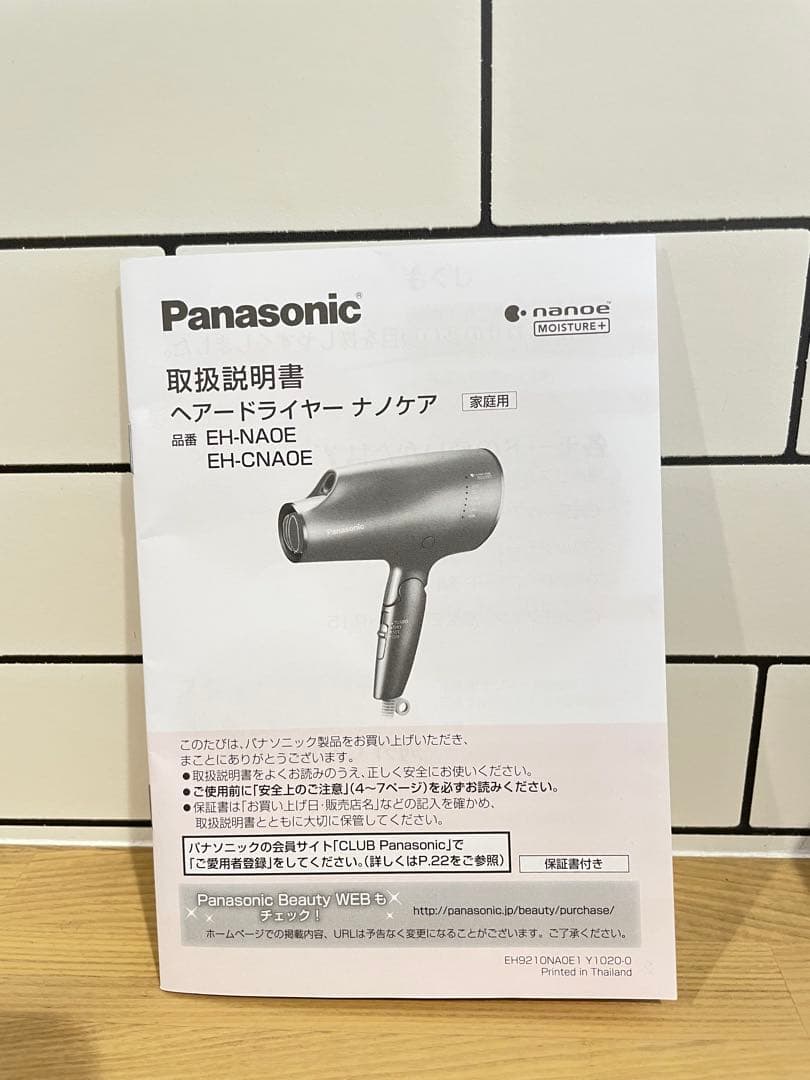 Panasonic®
nanoe™
MOISTURE+
取扱説明書
ヘアードライヤー ナノケア
家庭用
品番 EH-NA0E
EH-CNA0E
Panasonic
このたびは、パナソニック製品をお買い上げいただき、
まことにありがとうございます。
●取扱説明書をよくお読みのうえ、正しく安全にお使いください。
●ご使用前に「安全上のご注意」(4～7ページ)を必ずお読みください。
●保証書は「お買い上げ日・販売店名」などの記入を確かめ、
取扱説明書とともに大切に保管してください。
パナソニックの会員サイト「CLUB Panasonic」で
「ご愛用者登録」をしてください。(詳しくはP.22をご参照)
保証書付き
Panasonic Beauty WEBも
チェック!
http://panasonic.jp/beauty/purchase/
ホームページでの掲載内容、URLは予告なく変更になることがございます。ご了承ください。
EH9210NA0E1 Y1020-0
Printed in Thailand